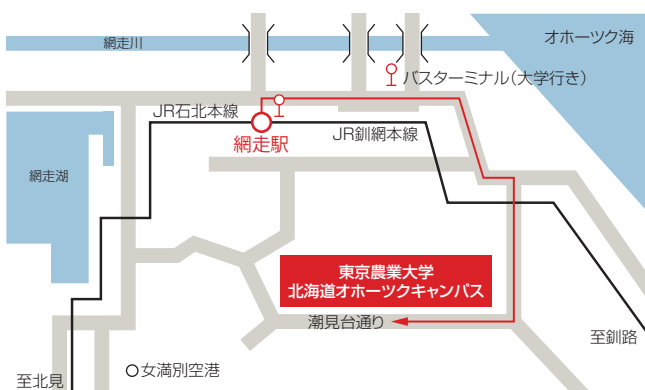 網走川
オホーツク海
バスターミナル（大学行き）
JR石北本線
網走駅
JR釧網本線
網走湖
東京農業大学
北海道オホーツクキャンパス
潮見台通り
至釧路
女満別空港
至北見